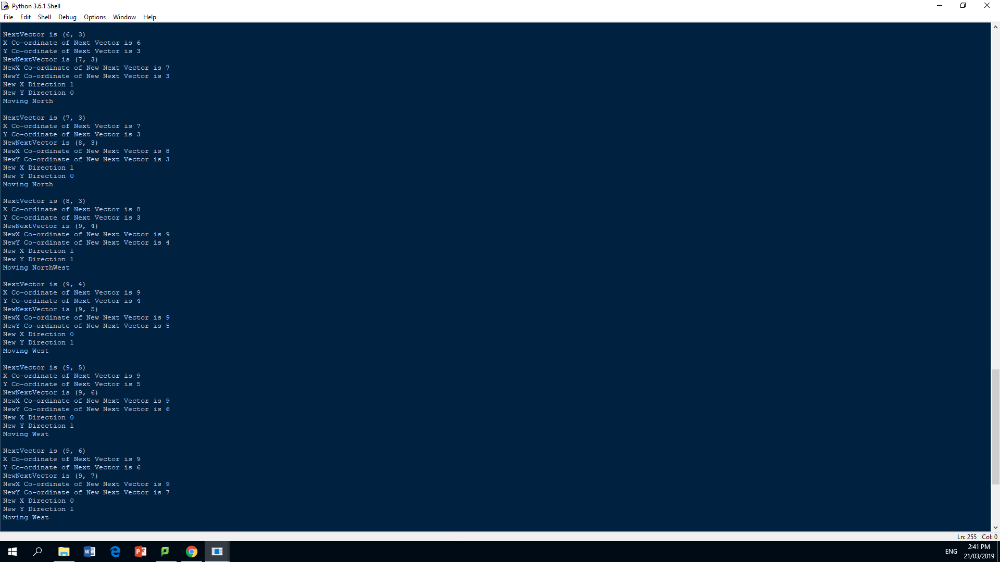 Python 3.6.1 Shell
File Edit Shell Debug Options Window Help
NextVector is (6, 3)
X Co-ordinate of Next Vector is 6
Y Co-ordinate of Next Vector is 3
NewNextVector is (7, 3)
NewX Co-ordinate of New Next Vector is 7
NewY Co-ordinate of New Next Vector is 3
New X Direction 1
New Y Direction 0
Moving North
NextVector is (7, 3)
X Co-ordinate of Next Vector is 7
Y Co-ordinate of Next Vector is 3
NewNextVector is (8, 3)
NewX Co-ordinate of New Next Vector is 8
NewY Co-ordinate of New Next Vector is 3
New X Direction 1
New Y Direction 0
Moving North
NextVector is (8, 3)
X Co-ordinate of Next Vector is 8
Y Co-ordinate of Next Vector is 3
NewNextVector is (9, 4)
NewX Co-ordinate of New Next Vector is 9
NewY Co-ordinate of New Next Vector is 4
New X Direction 1
New Y Direction 1
Moving NorthWest
NextVector is (9, 4)
X Co-ordinate of Next Vector is 9
Y Co-ordinate of Next Vector is 4
NewNextVector is (9, 5)
NewX Co-ordinate of New Next Vector is 9
NewY Co-ordinate of New Next Vector is 5
New X Direction 0
New Y Direction 1
Moving West
NextVector is (9, 5)
X Co-ordinate of Next Vector is 9
Y Co-ordinate of Next Vector is 5
NewNextVector is (9, 6)
NewX Co-ordinate of New Next Vector is 9
NewY Co-ordinate of New Next Vector is 6
New X Direction 0
New Y Direction 1
Moving West
NextVector is (9, 6)
X Co-ordinate of Next Vector is 9
Y Co-ordinate of Next Vector is 6
NewNextVector is (9, 7)
NewX Co-ordinate of New Next Vector is 9
NewY Co-ordinate of New Next Vector is 7
New X Direction 0
New Y Direction 1
Moving West
Ln: 255 Col: 0
ENG
2:41 PM
21/03/2019